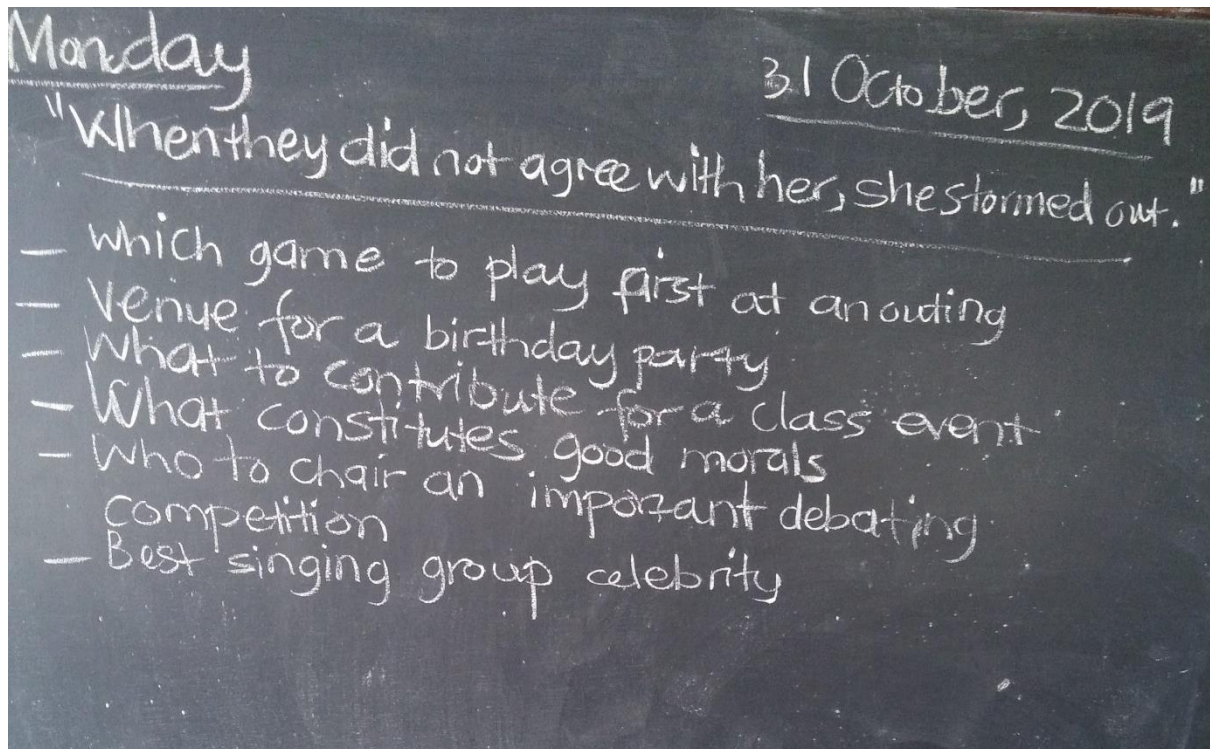 Monday
31 October, 2019
"When they did not agree with her, she stormed out."
- which game to play first at an outing
- Venue for a birthday party
- What to contribute for a class event
- What constitutes good morals
- Who to chair an important debating
competition
- Best singing group celebrity